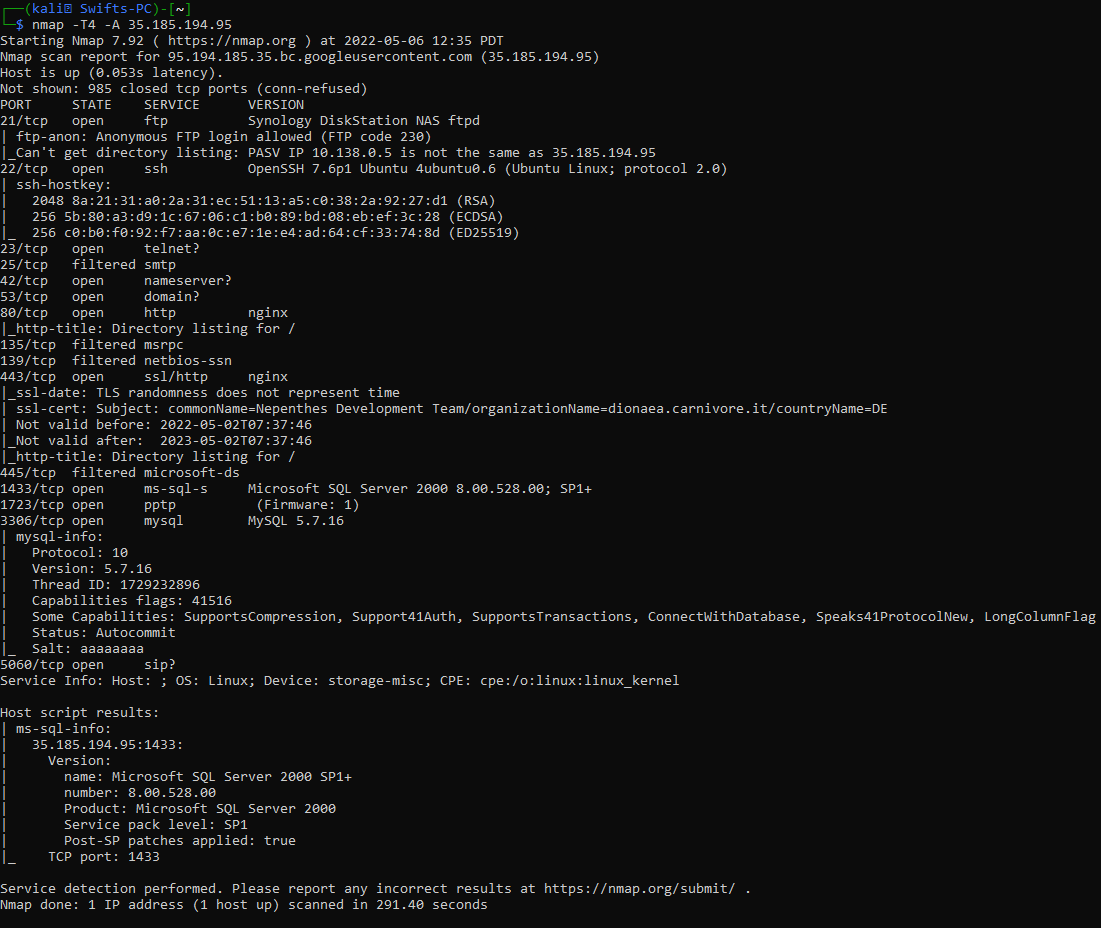 ┌──(kali㉿ Swifts-PC)-[~]
└─$ nmap -T4 -A 35.185.194.95
Starting Nmap 7.92 ( https://nmap.org ) at 2022-05-06 12:35 PDT
Nmap scan report for 95.194.185.35.bc.googleusercontent.com (35.185.194.95)
Host is up (0.053s latency).
Not shown: 985 closed tcp ports (conn-refused)
PORT     STATE    SERVICE      VERSION
21/tcp   open     ftp          Synology DiskStation NAS ftpd
| ftp-anon: Anonymous FTP login allowed (FTP code 230)
|_Can't get directory listing: PASV IP 10.138.0.5 is not the same as 35.185.194.95
22/tcp   open     ssh          OpenSSH 7.6p1 Ubuntu 4ubuntu0.6 (Ubuntu Linux; protocol 2.0)
| ssh-hostkey:
|   2048 8a:21:31:a0:2a:31:ec:51:13:a5:c0:38:2a:92:27:d1 (RSA)
|   256 5b:80:a3:d9:1c:67:06:c1:b0:89:bd:08:eb:ef:3c:28 (ECDSA)
|_  256 c0:b0:f0:92:f7:aa:0c:e7:1e:e4:ad:64:cf:33:74:8d (ED25519)
23/tcp   open     telnet?
25/tcp   filtered smtp
42/tcp   open     nameserver?
53/tcp   open     domain?
80/tcp   open     http         nginx
|_http-title: Directory listing for /
135/tcp  filtered msrpc
139/tcp  filtered netbios-ssn
443/tcp  open     ssl/http     nginx
|_ssl-date: TLS randomness does not represent time
| ssl-cert: Subject: commonName=Nepenthes Development Team/organizationName=dionaea.carnivore.it/countryName=DE
| Not valid before: 2022-05-02T07:37:46
|_Not valid after:  2023-05-02T07:37:46
|_http-title: Directory listing for /
445/tcp  filtered microsoft-ds
1433/tcp open     ms-sql-s     Microsoft SQL Server 2000 8.00.528.00; SP1+
1723/tcp open     pptp          (Firmware: 1)
3306/tcp open     mysql        MySQL 5.7.16
| mysql-info:
|   Protocol: 10
|   Version: 5.7.16
|   Thread ID: 1729232896
|   Capabilities flags: 41516
|   Some Capabilities: SupportsCompression, Support41Auth, SupportsTransactions, ConnectWithDatabase, Speaks41ProtocolNew, LongColumnFlag
|   Status: Autocommit
|_  Salt: aaaaaaaa
5060/tcp open     sip?
Service Info: Host: ; OS: Linux; Device: storage-misc; CPE: cpe:/o:linux:linux_kernel

Host script results:
| ms-sql-info:
|   35.185.194.95:1433:
|     Version:
|       name: Microsoft SQL Server 2000 SP1+
|       number: 8.00.528.00
|       Product: Microsoft SQL Server 2000
|       Service pack level: SP1
|       Post-SP patches applied: true
|_    TCP port: 1433

Service detection performed. Please report any incorrect results at https://nmap.org/submit/ .
Nmap done: 1 IP address (1 host up) scanned in 291.40 seconds